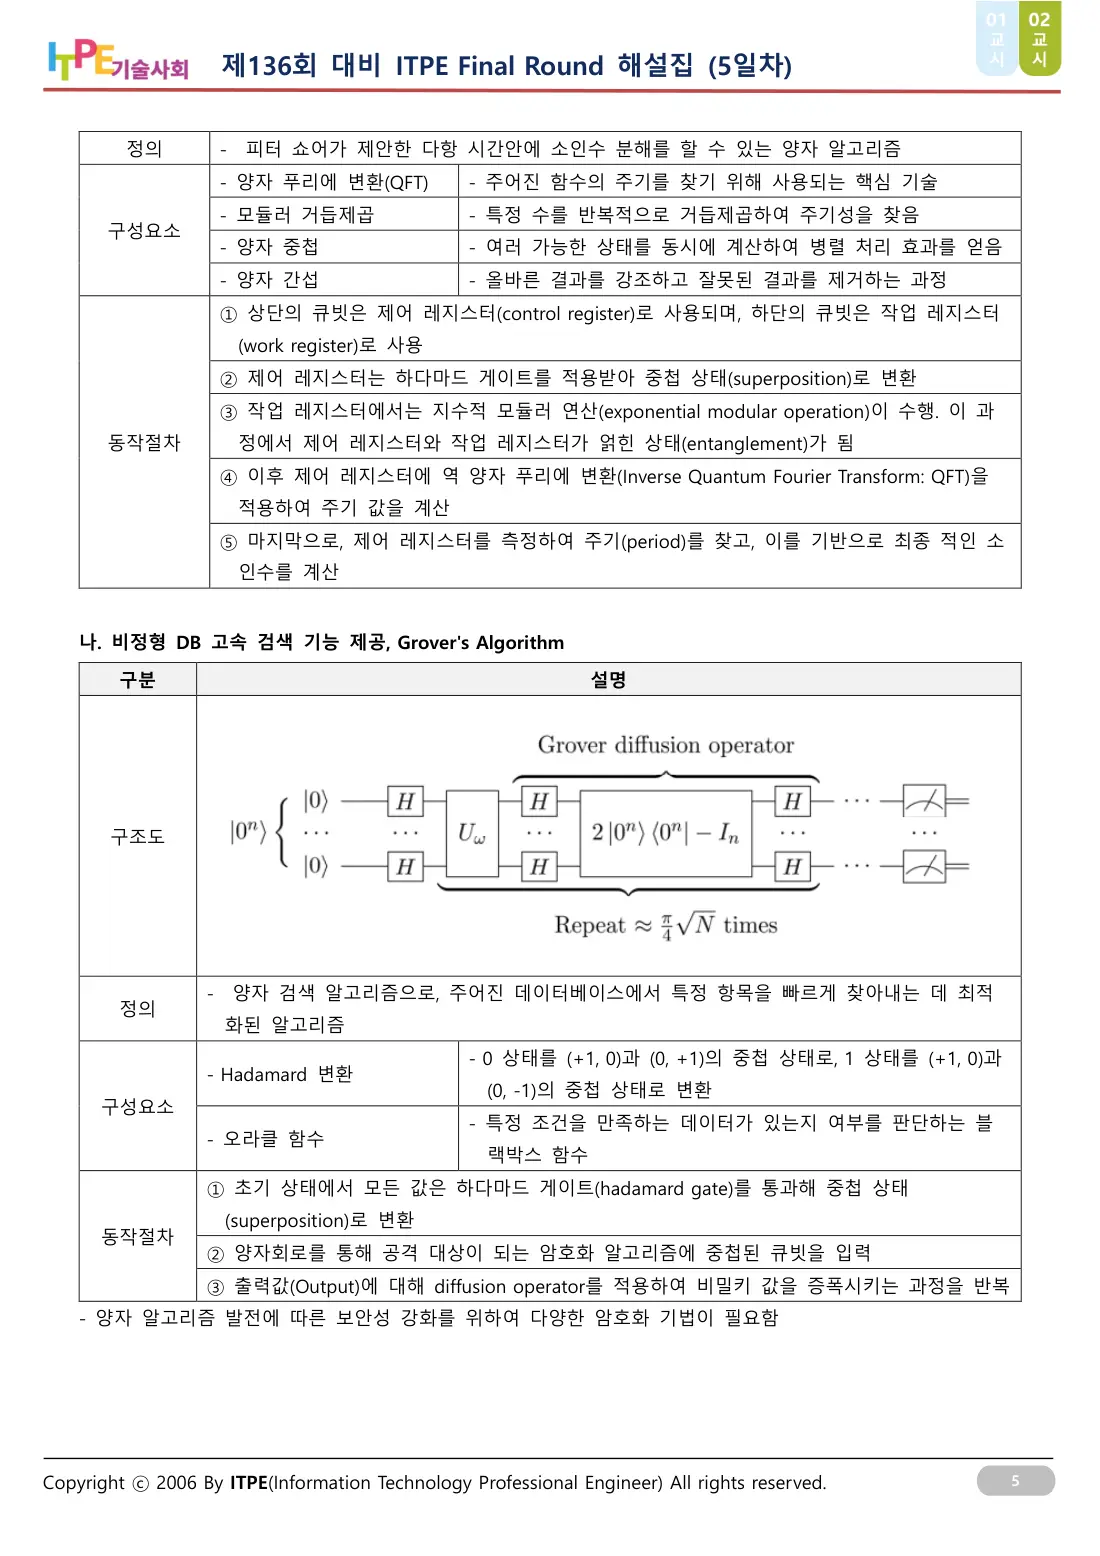 01 02
교 교
시 시
ITPE기술사회 제136회 대비 ITPE Final Round 해설집 (5일차)
정의 - 피터 쇼어가 제안한 다항 시간안에 소인수 분해를 할 수 있는 양자 알고리즘
구성요소
- 양자 푸리에 변환(QFT) - 주어진 함수의 주기를 찾기 위해 사용되는 핵심 기술
- 모듈러 거듭제곱 - 특정 수를 반복적으로 거듭제곱하여 주기성을 찾음
- 양자 중첩 - 여러 가능한 상태를 동시에 계산하여 병렬 처리 효과를 얻음
- 양자 간섭 - 올바른 결과를 강조하고 잘못된 결과를 제거하는 과정
동작절차
① 상단의 큐빗은 제어 레지스터(control register)로 사용되며, 하단의 큐빗은 작업 레지스터
(work register)로 사용
② 제어 레지스터는 하다마드 게이트를 적용받아 중첩 상태(superposition)로 변환
③ 작업 레지스터에서는 지수적 모듈러 연산(exponential modular operation)이 수행. 이 과
정에서 제어 레지스터와 작업 레지스터가 얽힌 상태(entanglement)가 됨
④ 이후 제어 레지스터에 역 양자 푸리에 변환(Inverse Quantum Fourier Transform: QFT)을
적용하여 주기 값을 계산
⑤ 마지막으로, 제어 레지스터를 측정하여 주기(period)를 찾고, 이를 기반으로 최종 적인 소
인수를 계산
나. 비정형 DB 고속 검색 기능 제공, Grover's Algorithm
구분 설명
구조도
Grover diffusion operator
|0⟩ H H H ···
|0ⁿ⟩ ··· ··· U_ω ··· 2|0ⁿ⟩⟨0ⁿ| − I_n ··· ···
|0⟩ H H H ···
Repeat ≈ π/4 √N times
정의
- 양자 검색 알고리즘으로, 주어진 데이터베이스에서 특정 항목을 빠르게 찾아내는 데 최적
화된 알고리즘
구성요소
- Hadamard 변환
- 0 상태를 (+1, 0)과 (0, +1)의 중첩 상태로, 1 상태를 (+1, 0)과
(0, -1)의 중첩 상태로 변환
- 오라클 함수
- 특정 조건을 만족하는 데이터가 있는지 여부를 판단하는 블
랙박스 함수
동작절차
① 초기 상태에서 모든 값은 하다마드 게이트(hadamard gate)를 통과해 중첩 상태
(superposition)로 변환
② 양자회로를 통해 공격 대상이 되는 암호화 알고리즘에 중첩된 큐빗을 입력
③ 출력값(Output)에 대해 diffusion operator를 적용하여 비밀키 값을 증폭시키는 과정을 반복
- 양자 알고리즘 발전에 따른 보안성 강화를 위하여 다양한 암호화 기법이 필요함
Copyright ⓒ 2006 By ITPE(Information Technology Professional Engineer) All rights reserved. 5